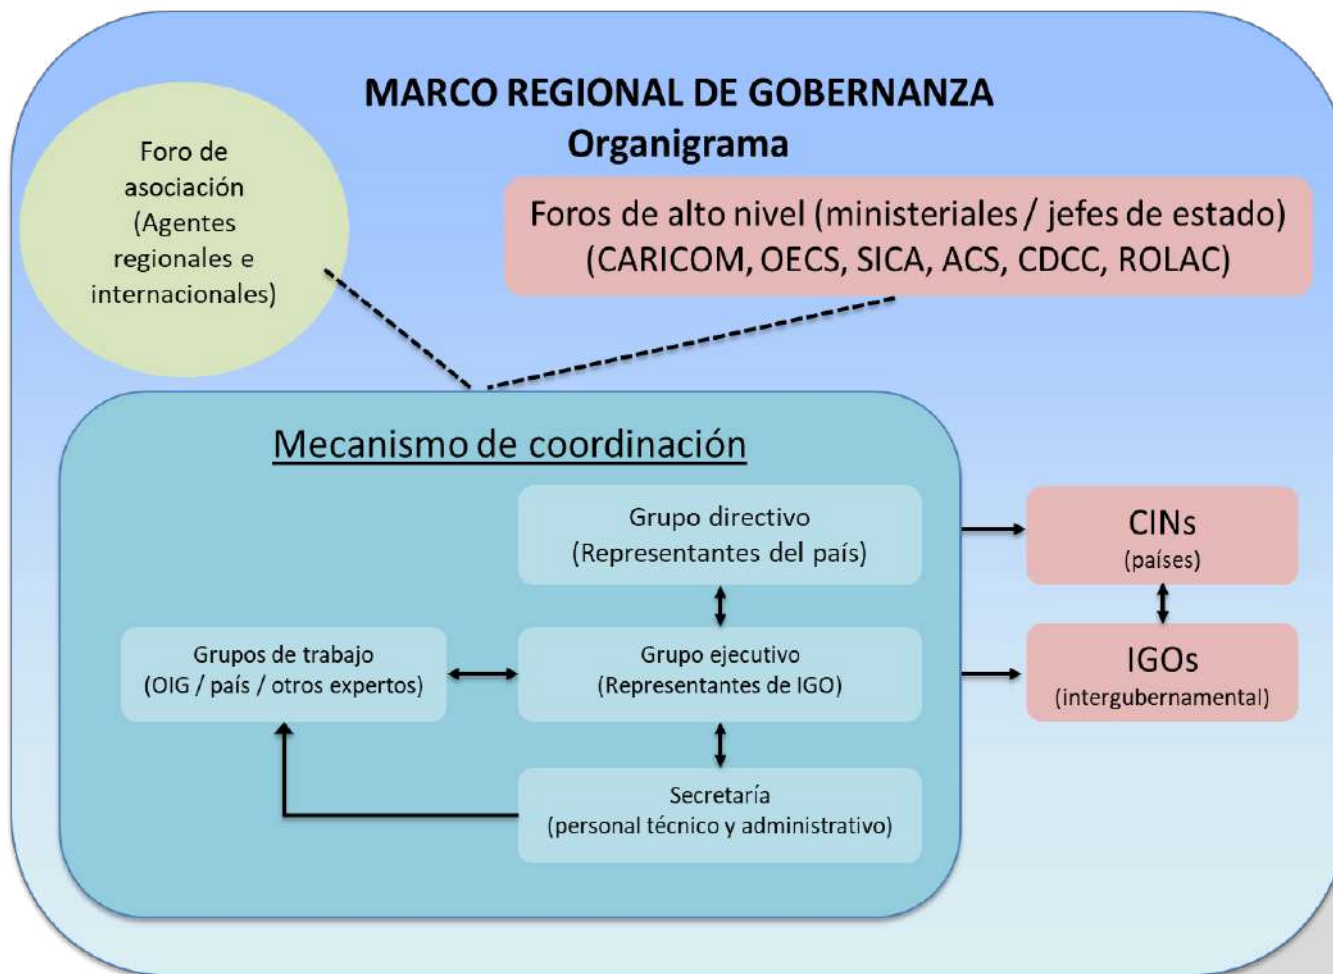 MARCO REGIONAL DE GOBERNANZA
Organigrama
Foro de
asociación
(Agentes
regionales e
internacionales)
Foros de alto nivel (ministeriales / jefes de estado)
(CARICOM, OECS, SICA, ACS, CDCC, ROLAC)
Mecanismo de coordinación
Grupo directivo
(Representantes del país)
CINs
(países)
Grupos de trabajo
(OIG / país / otros expertos)
Grupo ejecutivo
(Representantes de IGO)
IGOs
(intergubernamental)
Secretaría
(personal técnico y administrativo)